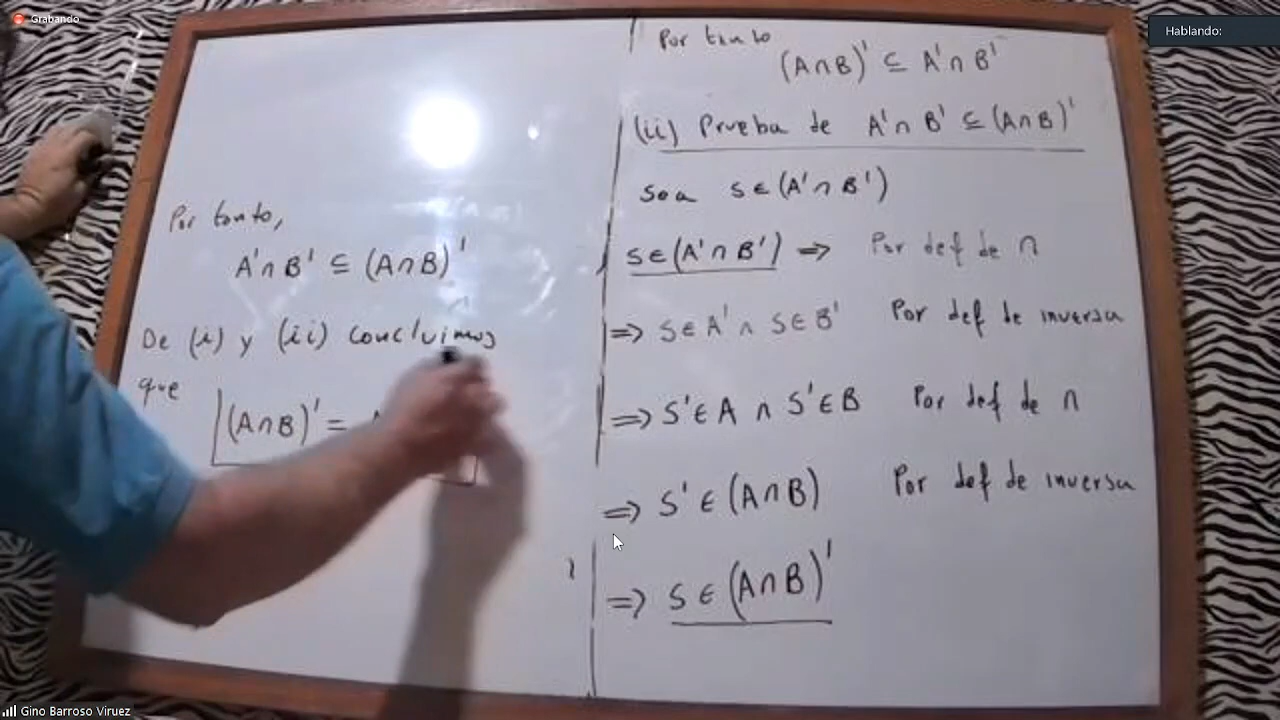 Grabando
Hablando:
Por tanto
(A∩B)' ⊆ A'∩B'
(ii) Prueba de A'∩B' ⊆ (A∩B)'
Sea s∈(A'∩B')
s∈(A'∩B') => Por def de ∩
=> s∈A' ∧ s∈B' Por def de inversa
=> s'∈A ∩ s'∈B Por def de ∩
=> s'∈(A∩B) Por def de inversa
=> s∈(A∩B)'
Por tanto,
A'∩B' ⊆ (A∩B)'
De (i) y (ii) concluimos
que
(A∩B)' =
Gino Barroso Viruez